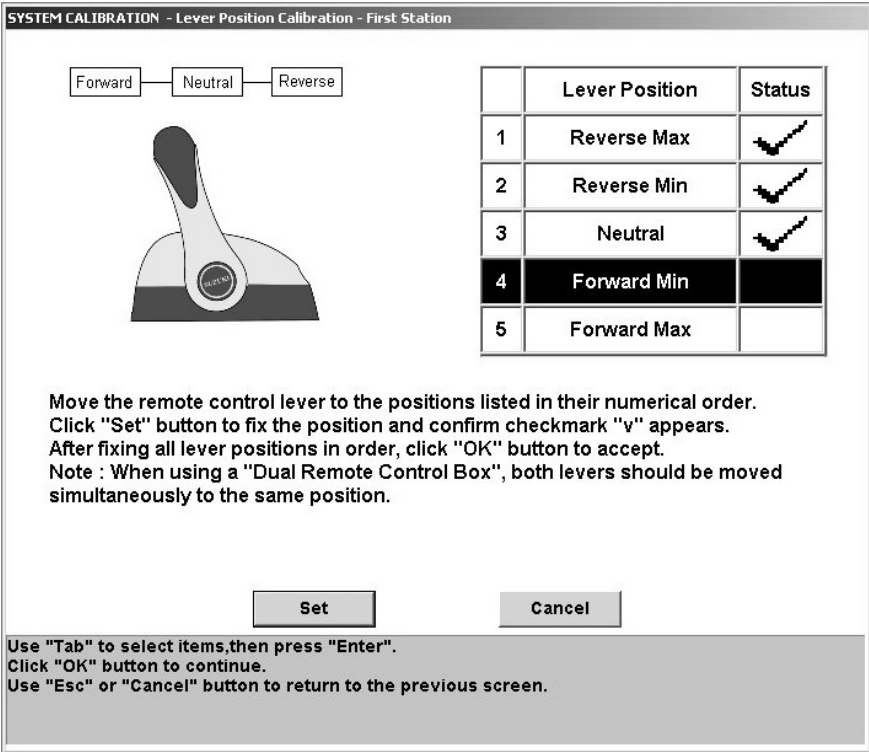 SYSTEM CALIBRATION - Lever Position Calibration - First Station
Forward Neutral Reverse
Lever Position Status
1 Reverse Max
2 Reverse Min
3 Neutral
4 Forward Min
5 Forward Max
SUZUKI
Move the remote control lever to the positions listed in their numerical order.
Click "Set" button to fix the position and confirm checkmark "v" appears.
After fixing all lever positions in order, click "OK" button to accept.
Note : When using a "Dual Remote Control Box", both levers should be moved
simultaneously to the same position.
Set Cancel
Use "Tab" to select items,then press "Enter".
Click "OK" button to continue.
Use "Esc" or "Cancel" button to return to the previous screen.